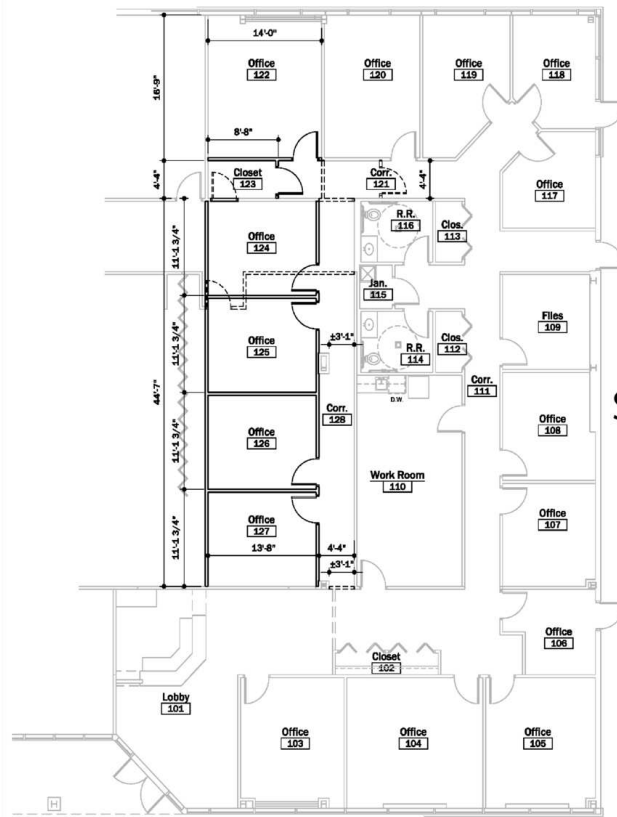 14'-0"
Office
122
Office
120
Office
119
Office
118
16'-9"
8'-8"
Closet
123
Corr.
121
4'-4"
4'-4"
Office
117
R.R.
116
Clos.
113
Office
124
11'-1 3/4"
Jan.
115
Files
109
Office
125
11'-1 3/4"
±3'-1"
R.R.
114
Clos.
112
Corr.
111
44'-7"
Corr.
128
D.W.
Office
126
11'-1 3/4"
Office
108
Work Room
110
Office
127
11'-1 3/4"
13'-8"
4'-4"
±3'-1"
Office
107
Office
106
Closet
102
Lobby
101
Office
103
Office
104
Office
105
H
H